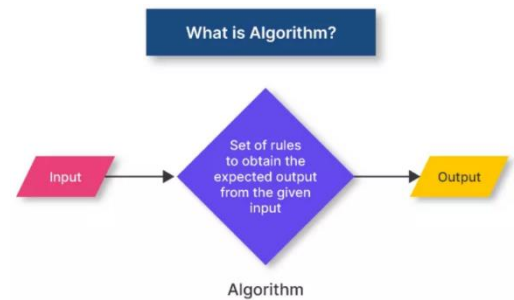 What is Algorithm?
Input
Set of rules
to obtain the
expected output
from the given
input
Output
Algorithm